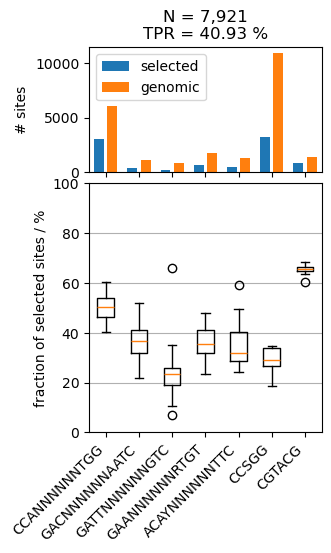 N = 7,921
TPR = 40.93 %
selected
genomic
# sites
10000
5000
0
fraction of selected sites / %
100
80
60
40
20
0
CCANNNNNNTGG
GACNNNNNNAATC
GATTNNNNNNGTC
GAANNNNNNRTGT
ACAYNNNNNNTTC
CCSGG
CGTACG